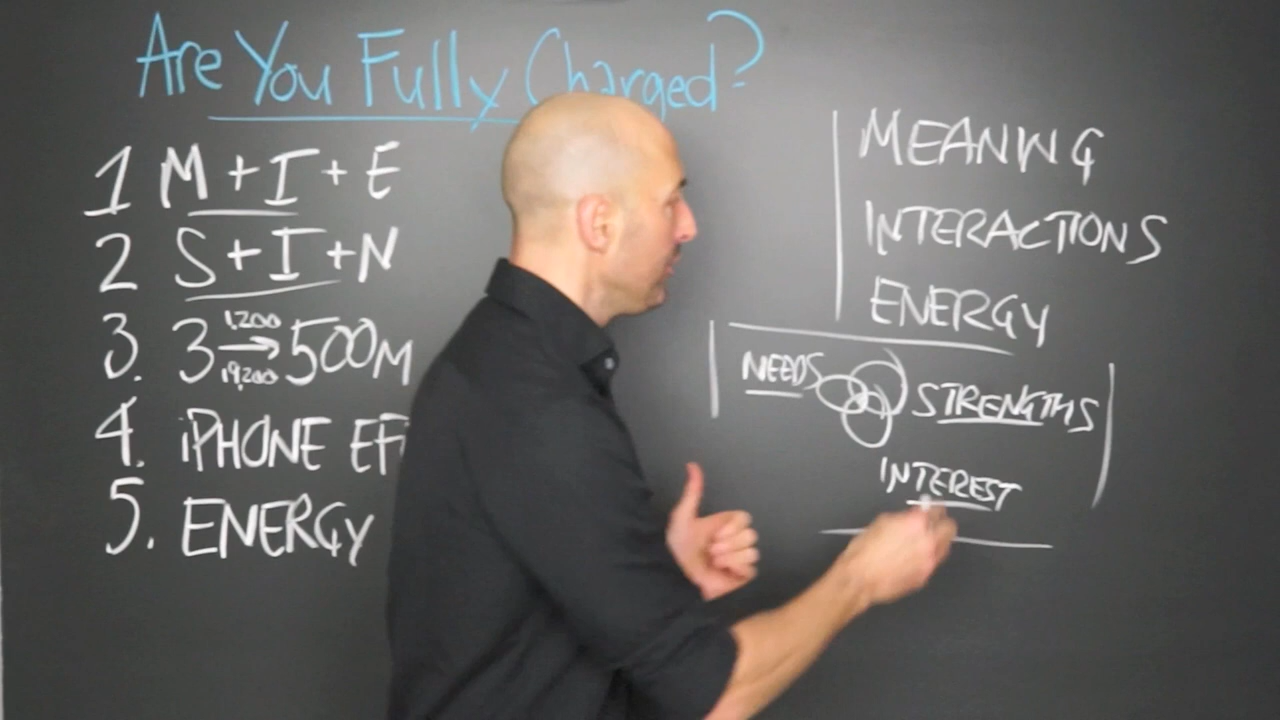 Are You Fully Charged?
1 M + I + E
2 S + I + N
3. 3 → 500M
1,200
19,200
4. iPHONE EF
5. ENERGY
MEANING
INTERACTIONS
ENERGY
NEEDS
STRENGTHS
INTEREST